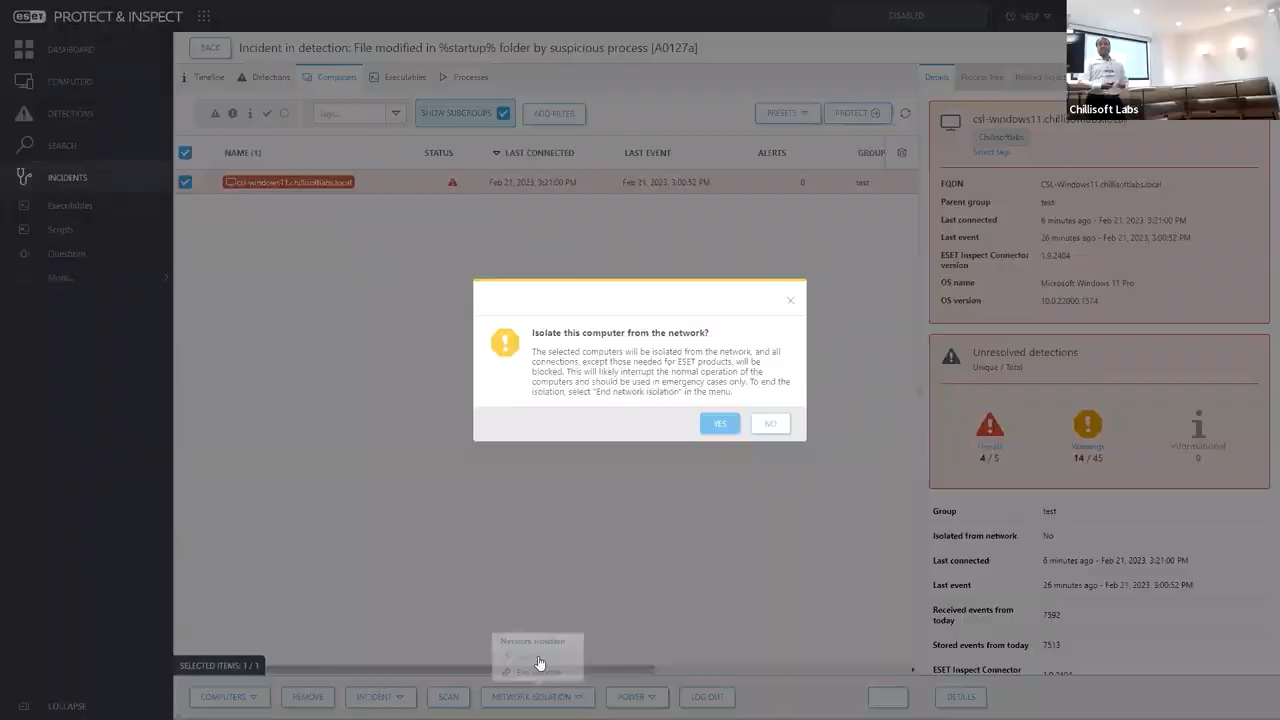 eset PROTECT & INSPECT
DISABLED
HELP
DASHBOARD
COMPUTERS
DETECTIONS
SEARCH
INCIDENTS
Executables
Scripts
Questions
More...
COLLAPSE
BACK
Incident in detection: File modified in %startup% folder by suspicious process [A0127a]
Timeline
Detections
Computers
Executables
Processes
Tags...
SHOW SUBGROUPS
ADD FILTER
PRESETS
PROTECT
NAME (1)
STATUS
LAST CONNECTED
LAST EVENT
ALERTS
GROUP
csl-windows11.chillisoftlabs.local
Feb 21, 2023, 3:21:00 PM
Feb 21, 2023, 3:00:52 PM
0
test
Isolate this computer from the network?
The selected computers will be isolated from the network, and all
connections, except those needed for ESET products, will be
blocked. This will likely interrupt the normal operation of the
computers and should be used in emergency cases only. To end the
isolation, select "End network isolation" in the menu.
YES
NO
Network isolation
SELECTED ITEMS: 1 / 1
COMPUTERS
REMOVE
INCIDENT
SCAN
NETWORK ISOLATION
POWER
LOG OUT
DETAILS
Chillisoft Labs
Details
Process tree
csl-windows11.chillisoftlabs.local
Chillisoftlabs
Select tags
FQDN
CSL-Windows11.chillisoftlabs.local
Parent group
test
Last connected
6 minutes ago - Feb 21, 2023, 3:21:00 PM
Last event
26 minutes ago - Feb 21, 2023, 3:00:52 PM
ESET Inspect Connector
version
1.9.2404
OS name
Microsoft Windows 11 Pro
OS version
10.0.22000.1574
Unresolved detections
Unique / Total
Threats
4 / 5
Warnings
14 / 45
Informational
0
Group
test
Isolated from network
No
Last connected
6 minutes ago - Feb 21, 2023, 3:21:00 PM
Last event
26 minutes ago - Feb 21, 2023, 3:00:52 PM
Received events from
today
7592
Stored events from today
7513
ESET Inspect Connector